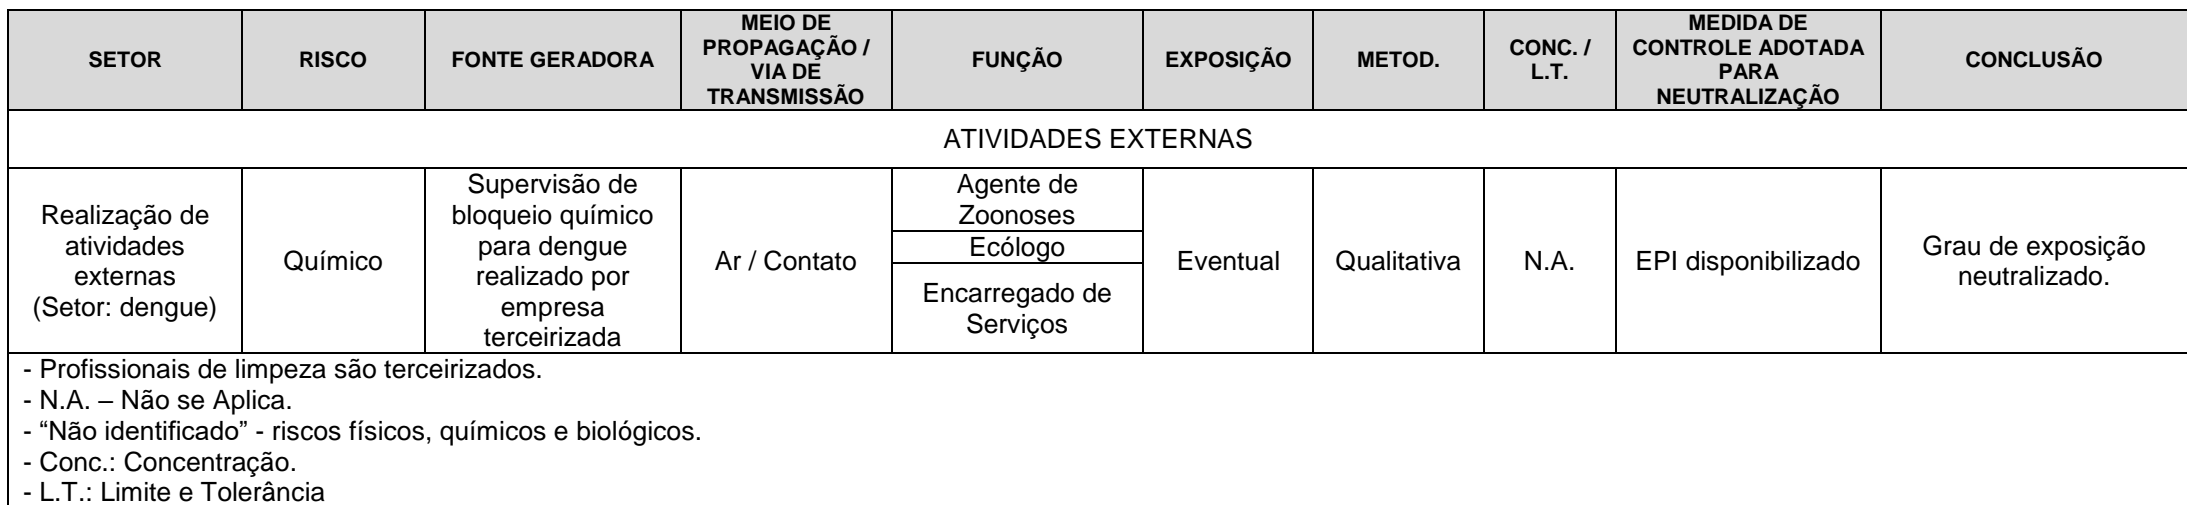 SETOR
RISCO
FONTE GERADORA
MEIO DE
PROPAGAÇÃO /
VIA DE
TRANSMISSÃO
FUNÇÃO
EXPOSIÇÃO
METOD.
CONC. /
L.T.
MEDIDA DE
CONTROLE ADOTADA
PARA
NEUTRALIZAÇÃO
CONCLUSÃO
ATIVIDADES EXTERNAS
Realização de
atividades
externas
(Setor: dengue)
Químico
Supervisão de
bloqueio químico
para dengue
realizado por
empresa
terceirizada
Ar / Contato
Agente de
Zoonoses
Ecólogo
Encarregado de
Serviços
Eventual
Qualitativa
N.A.
EPI disponibilizado
Grau de exposição
neutralizado.
- Profissionais de limpeza são terceirizados.
- N.A. – Não se Aplica.
- “Não identificado” - riscos físicos, químicos e biológicos.
- Conc.: Concentração.
- L.T.: Limite e Tolerância